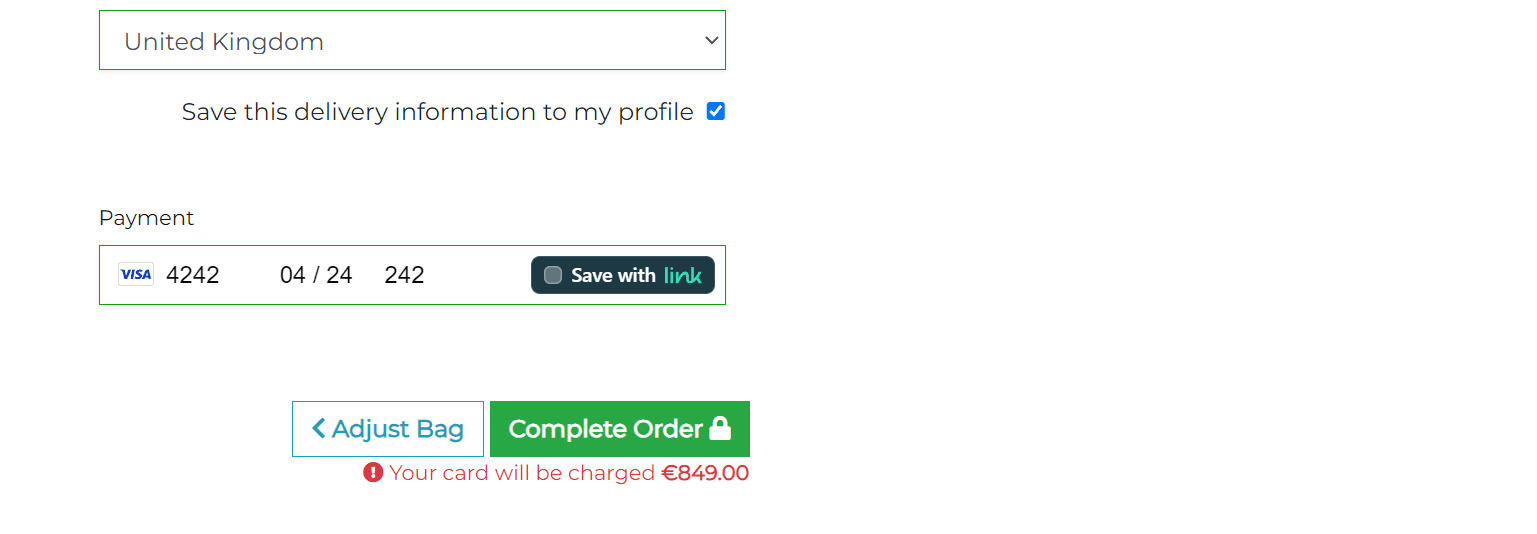 United Kingdom
Save this delivery information to my profile
Payment
VISA 4242 04 / 24 242 Save with link
Adjust Bag Complete Order
Your card will be charged €849.00